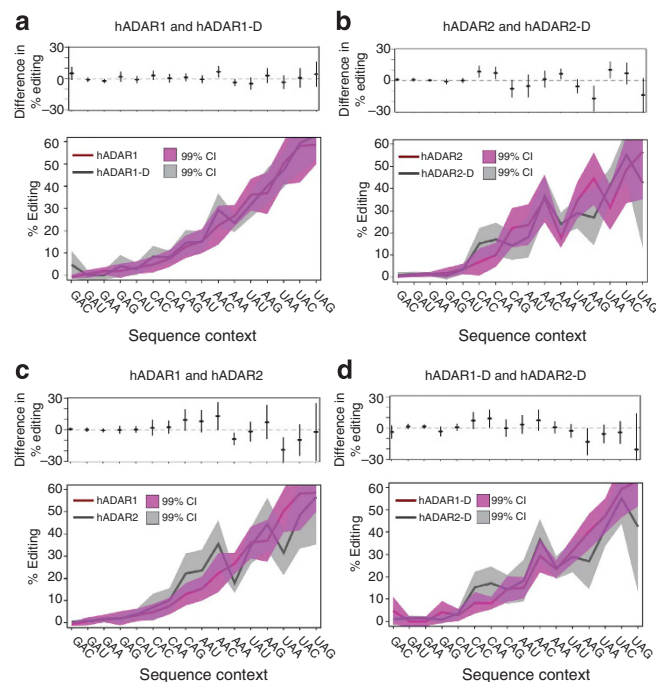 a
hADAR1 and hADAR1-D
Difference in
% editing
30
0
−30
60
50
40
30
20
10
0
% Editing
hADAR1
99% CI
hADAR1-D
99% CI
GAC GAU GAA GAG CAU CAC CAA CAG AAU AAC AAA UAU AAG UAA UAC UAG
Sequence context
b
hADAR2 and hADAR2-D
Difference in
% editing
30
0
−30
60
50
40
30
20
10
0
% Editing
hADAR2
99% CI
hADAR2-D
99% CI
GAC GAU GAA GAG CAU CAC CAA CAG AAU AAC AAA UAU AAG UAA UAC UAG
Sequence context
c
hADAR1 and hADAR2
Difference in
% editing
30
0
−30
60
50
40
30
20
10
0
% Editing
hADAR1
99% CI
hADAR2
99% CI
GAC GAU GAA GAG CAU CAC CAA CAG AAU AAC AAA UAU AAG UAA UAC UAG
Sequence context
d
hADAR1-D and hADAR2-D
Difference in
% editing
30
0
−30
60
50
40
30
20
10
0
% Editing
hADAR1-D
99% CI
hADAR2-D
99% CI
GAC GAU GAA GAG CAU CAC CAA CAG AAU AAC AAA UAU AAG UAA UAC UAG
Sequence context